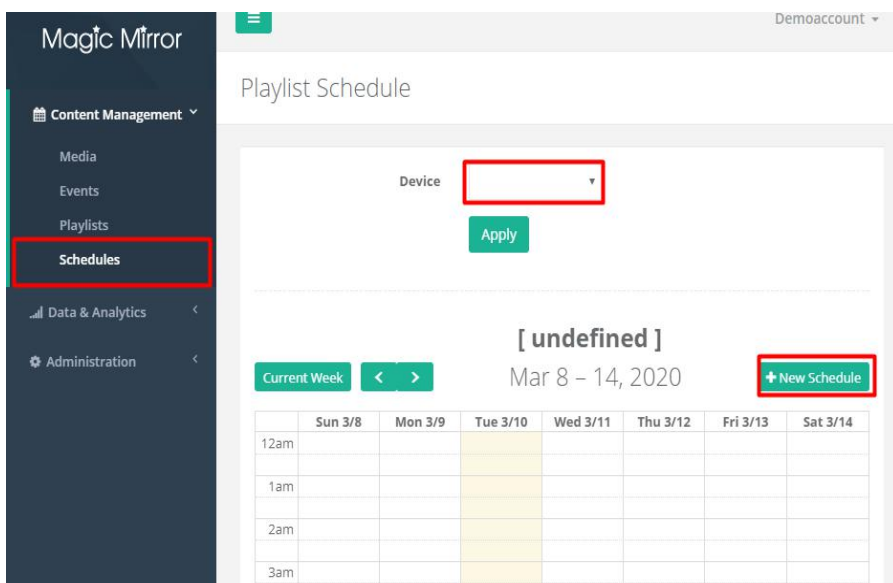 Magic Mirror
Demoaccount
Playlist Schedule
Content Management
Media
Events
Playlists
Schedules
Data & Analytics
Administration
Device
Apply
[ undefined ]
Current Week < > Mar 8 – 14, 2020 +New Schedule
Sun 3/8 Mon 3/9 Tue 3/10 Wed 3/11 Thu 3/12 Fri 3/13 Sat 3/14
12am
1am
2am
3am